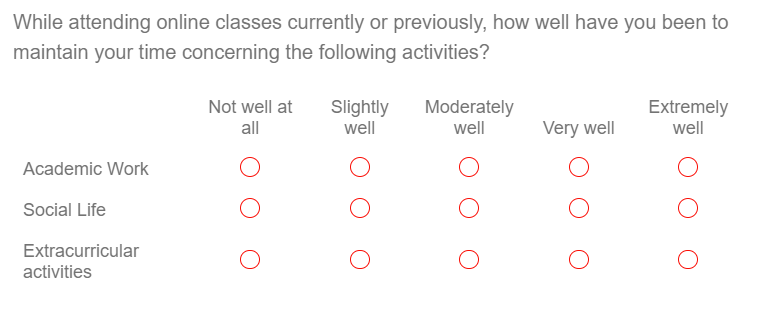 While attending online classes currently or previously, how well have you been to
maintain your time concerning the following activities?
Not well at all
Slightly well
Moderately well
Very well
Extremely well
Academic Work
Social Life
Extracurricular
activities